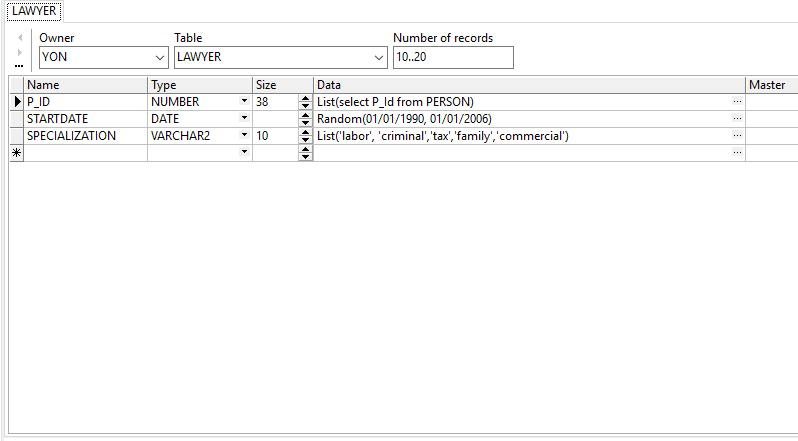 LAWYER
Owner Table Number of records
YON LAWYER 10..20
Name Type Size Data Master
P_ID NUMBER 38 List(select P_Id from PERSON) ...
STARTDATE DATE Random(01/01/1990, 01/01/2006) ...
SPECIALIZATION VARCHAR2 10 List('labor', 'criminal','tax','family','commercial') ...